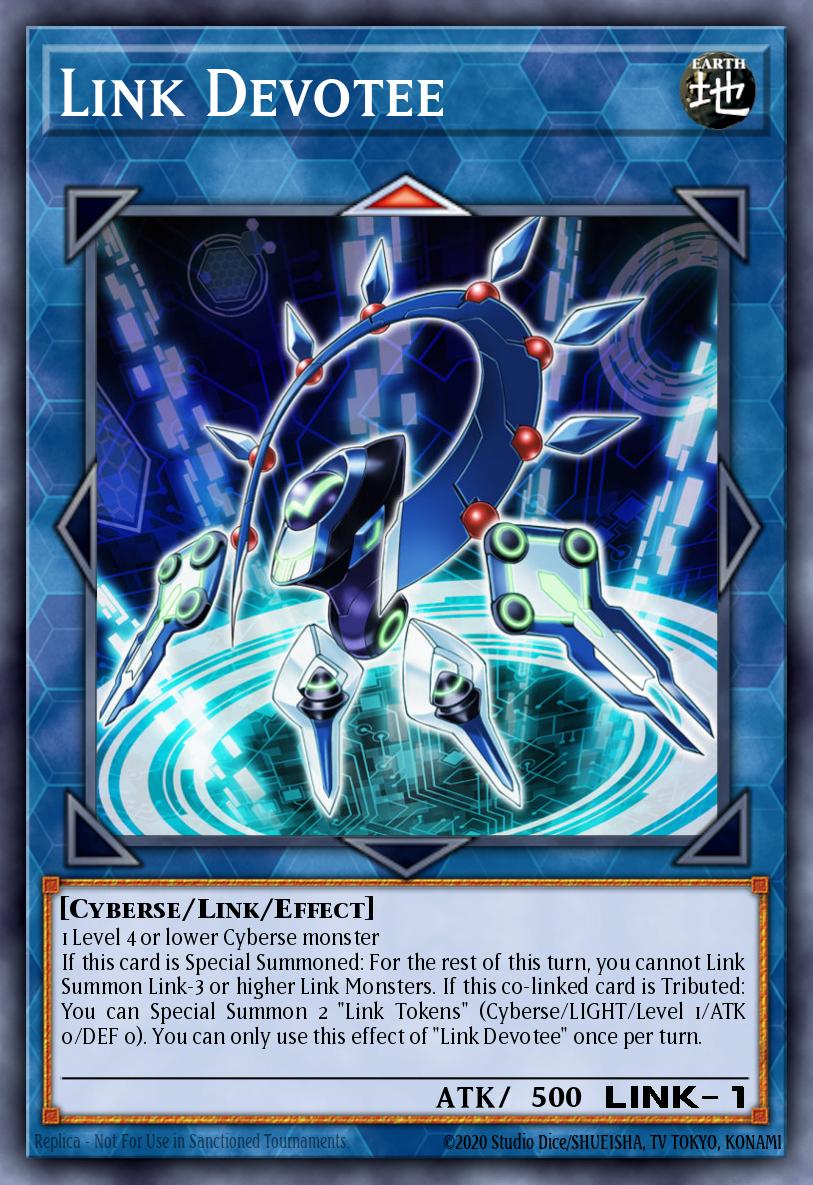 Link Devotee
EARTH
地
[Cyberse/Link/Effect]
1 Level 4 or lower Cyberse monster
If this card is Special Summoned: For the rest of this turn, you cannot Link
Summon Link-3 or higher Link Monsters. If this co-linked card is Tributed:
You can Special Summon 2 "Link Tokens" (Cyberse/LIGHT/Level 1/ATK
0/DEF 0). You can only use this effect of "Link Devotee" once per turn.
ATK/ 500 LINK-1
Replica - Not For Use in Sanctioned Tournaments.
©2020 Studio Dice/SHUEISHA, TV TOKYO, KONAMI